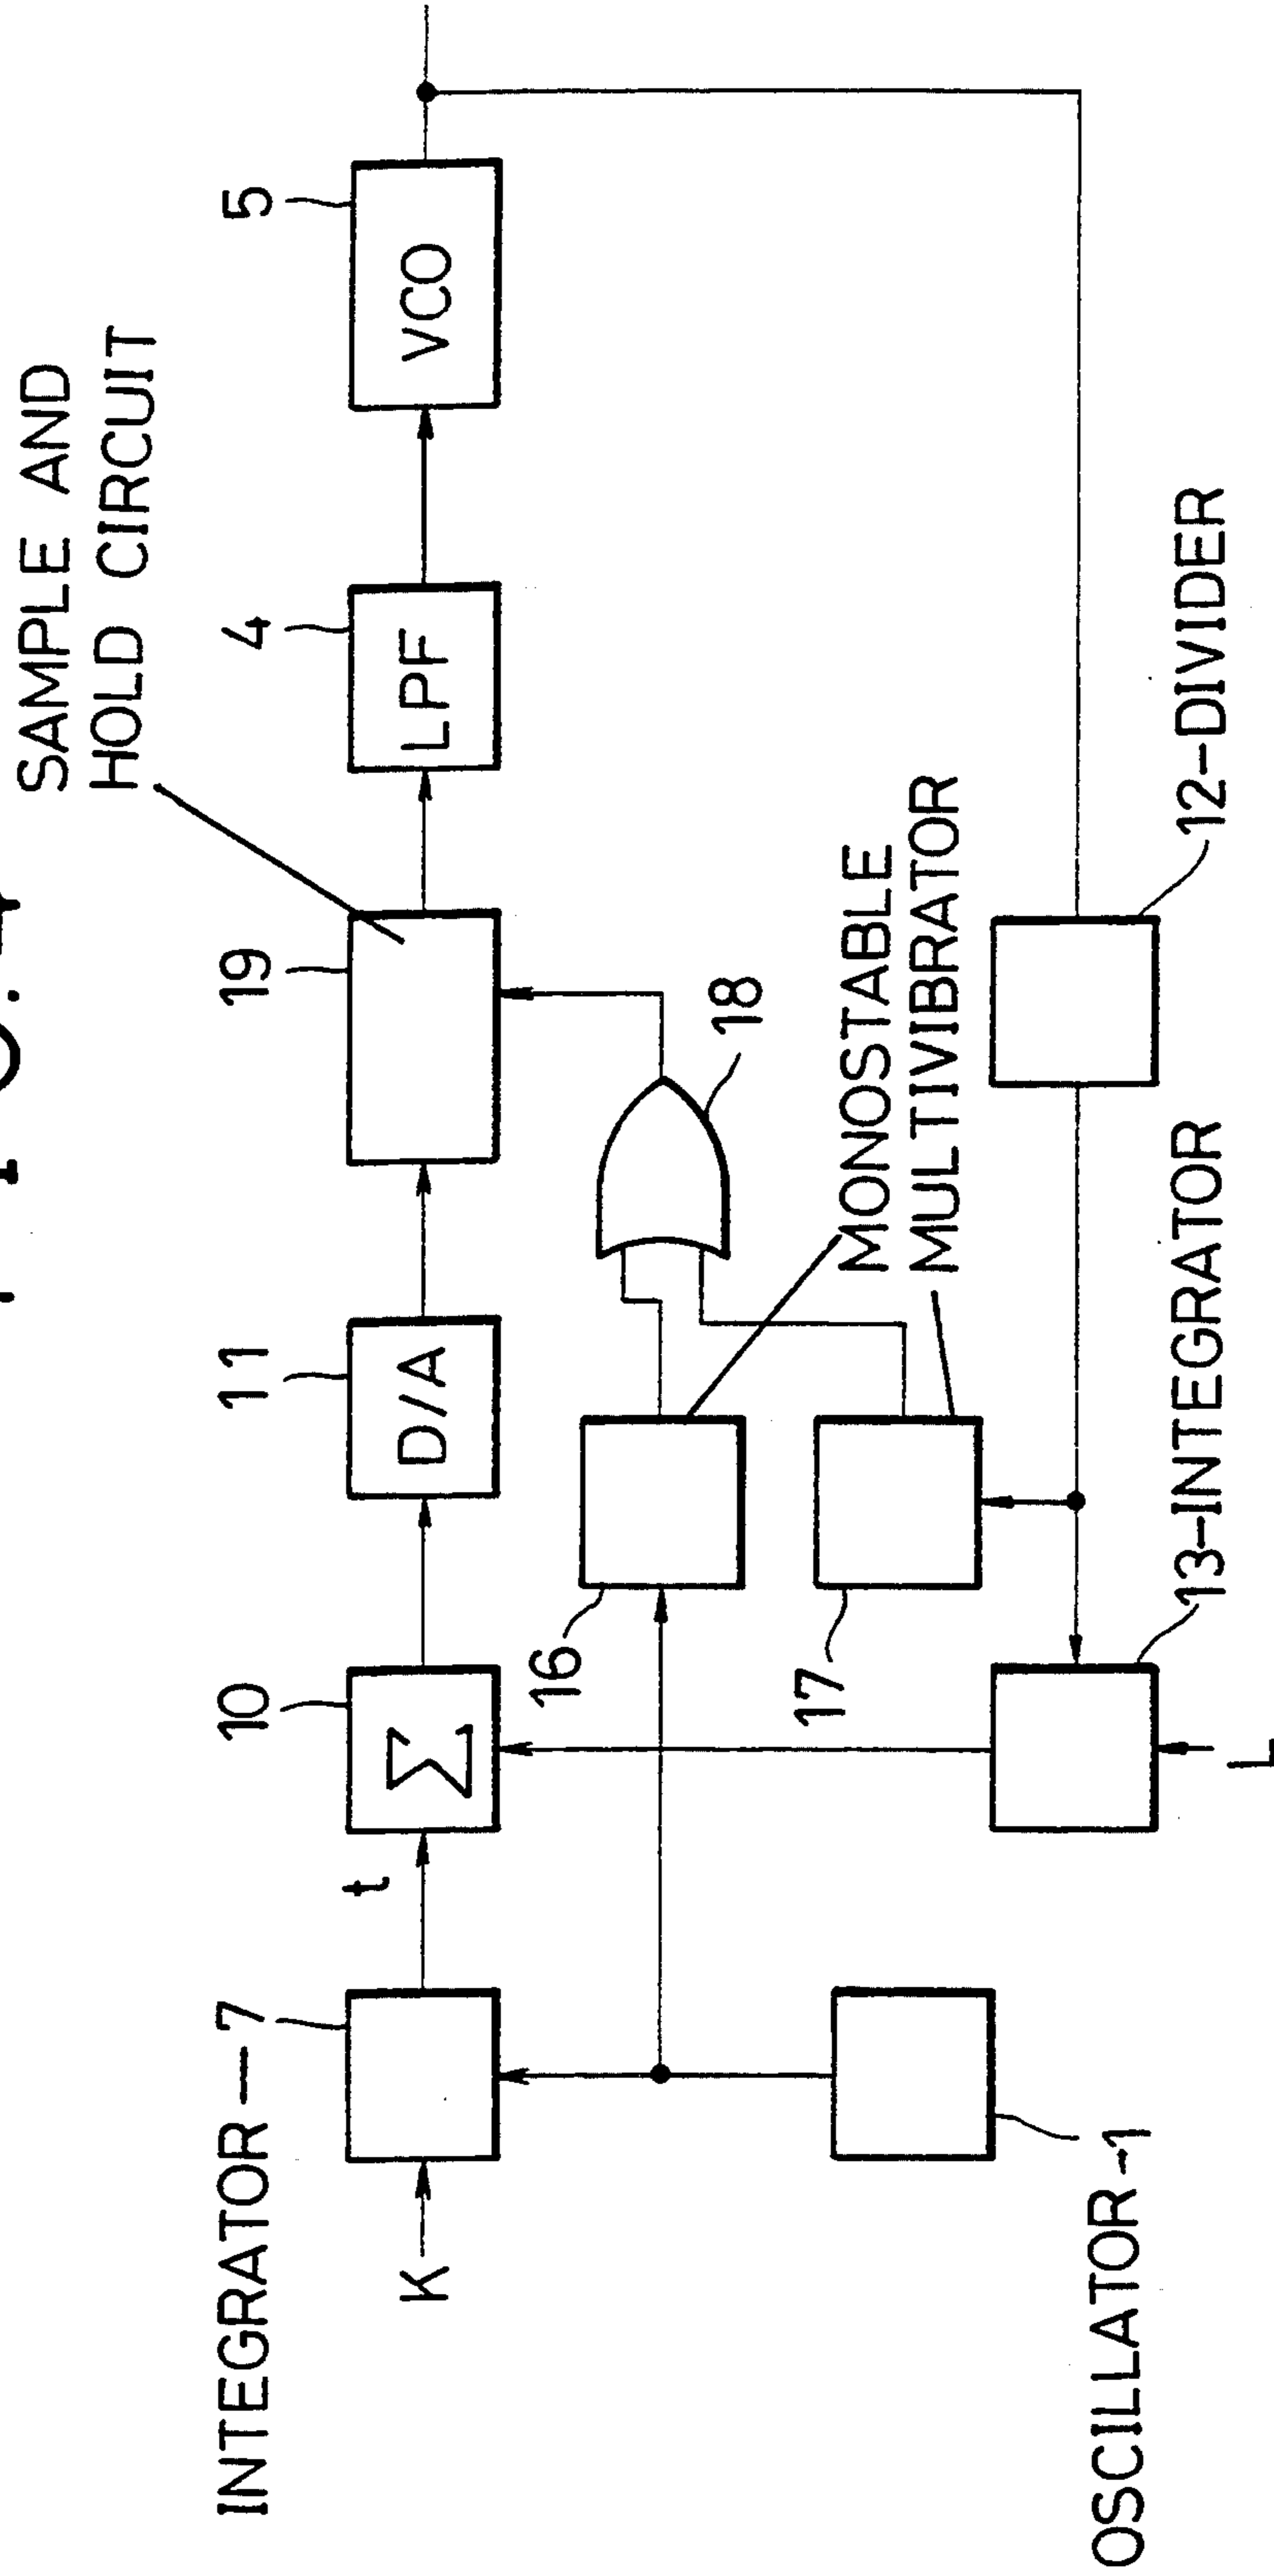 SAMPLE AND
HOLD CIRCUIT
INTEGRATOR—7
10
11
19
4
5
K
t
Σ
D/A
LPF
VCO
16
18
17
MONOSTABLE
MULTIVIBRATOR
OSCILLATOR-1
L
13-INTEGRATOR
12-DIVIDER